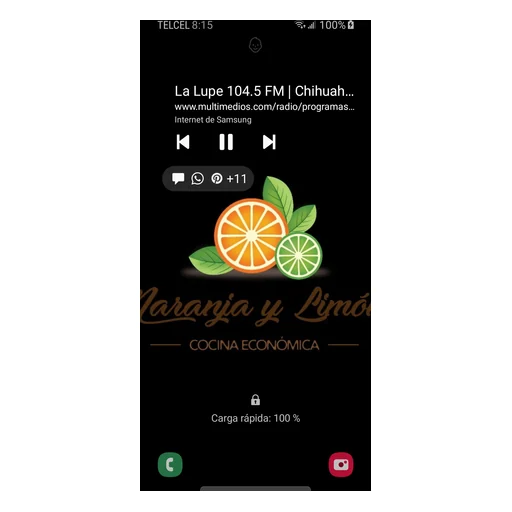 TELCEL 8:15
100%
La Lupe 104.5 FM | Chihuah...
www.multimedios.com/radio/programas...
Internet de Samsung
+11
Naranja y Limón
COCINA ECONÓMICA
Carga rápida: 100 %